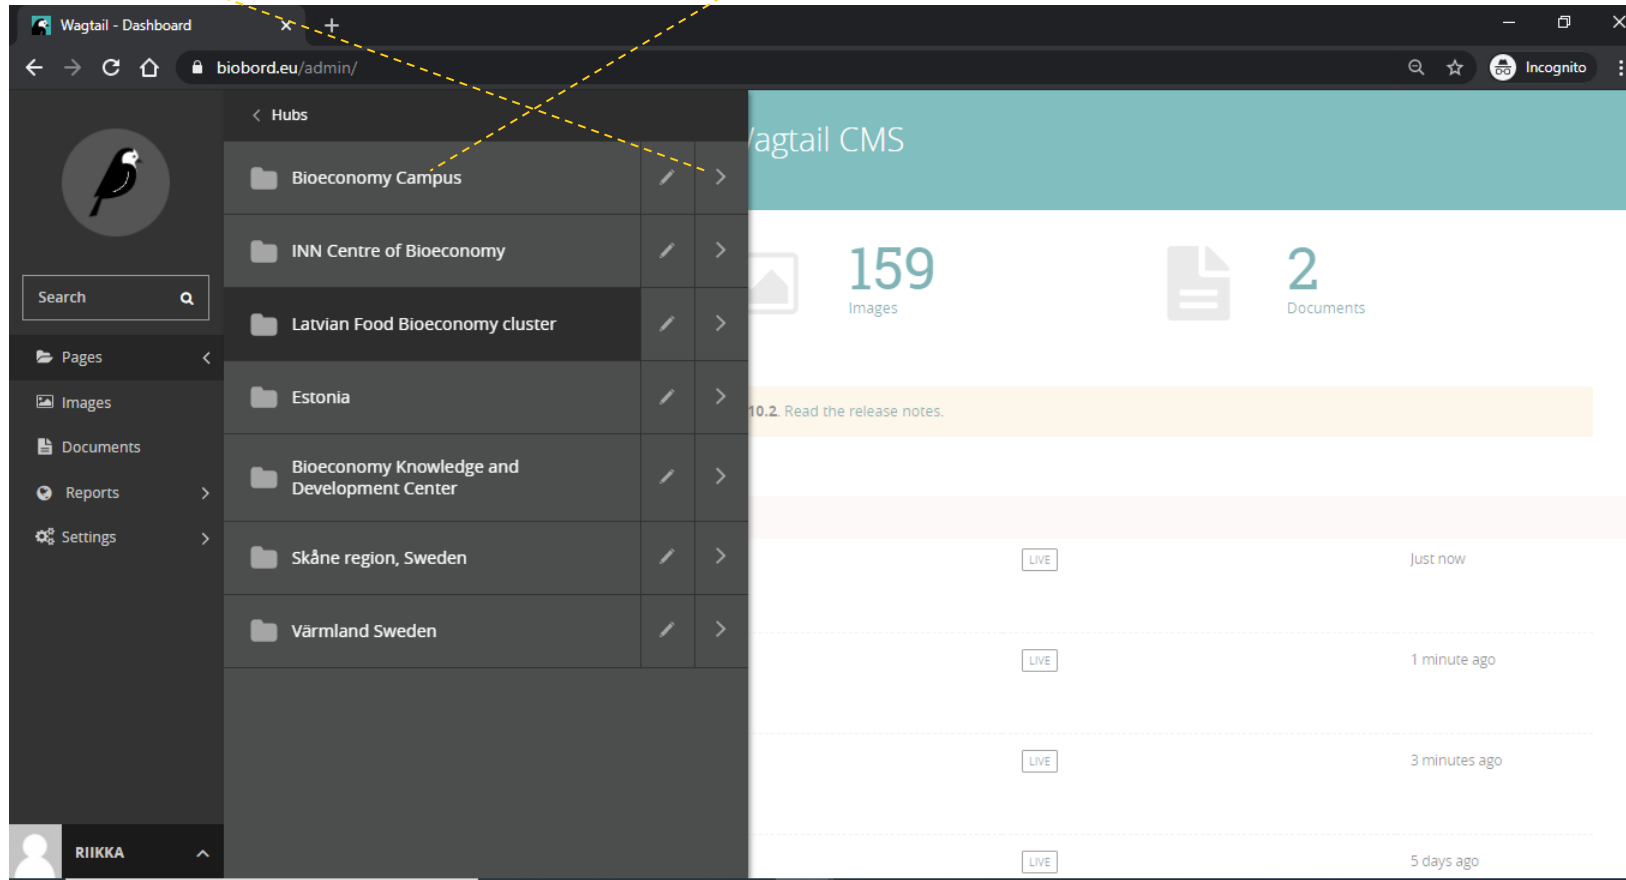 Wagtail - Dashboard
biobord.eu/admin/
Incognito
Hubs
Bioeconomy Campus
INN Centre of Bioeconomy
Latvian Food Bioeconomy cluster
Estonia
Bioeconomy Knowledge and
Development Center
Skåne region, Sweden
Värmland Sweden
Search
Pages
Images
Documents
Reports
Settings
RIIKKA
agtail CMS
159
Images
2
Documents
10.2. Read the release notes.
LIVE
Just now
LIVE
1 minute ago
LIVE
3 minutes ago
LIVE
5 days ago